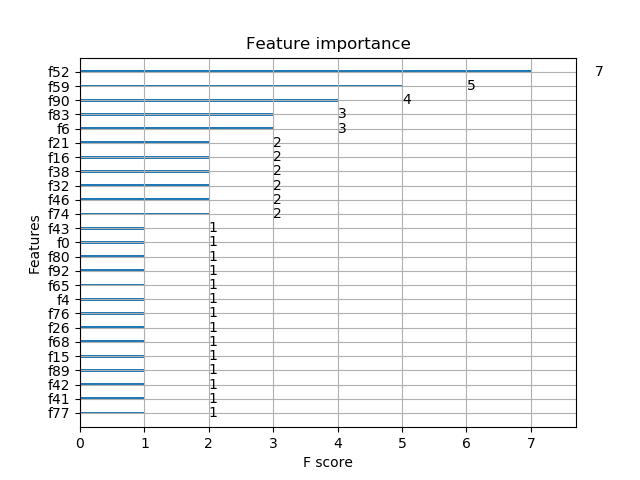 Feature importance
f52 7
f59 5
f90 4
f83 3
f6 3
f21 2
f16 2
f38 2
f32 2
f46 2
f74 2
f43 1
f0 1
f80 1
f92 1
f65 1
f4 1
f76 1
f26 1
f68 1
f15 1
f89 1
f42 1
f41 1
f77 1
Features
0 1 2 3 4 5 6 7
F score